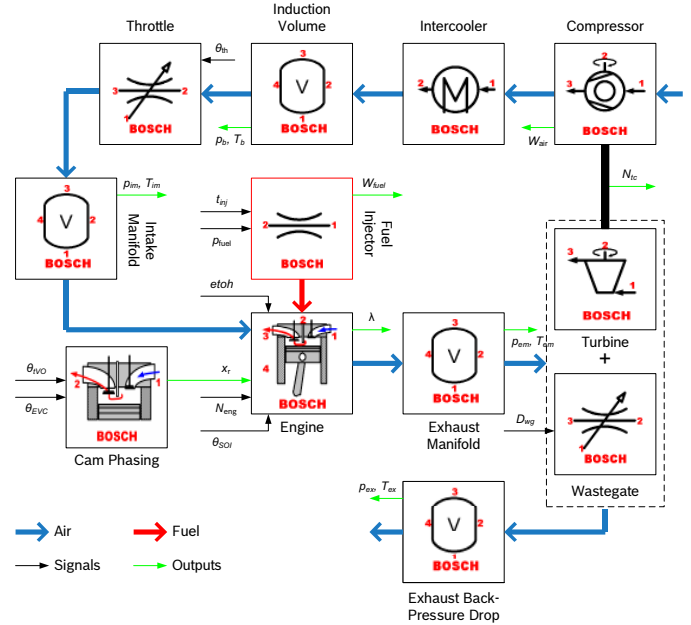 Throttle
Induction
Volume
Intercooler
Compressor
θth
3
2
1
BOSCH
3
4
V
2
1
BOSCH
2
M
1
BOSCH
2
3
1
BOSCH
pb, Tb
Wair
Ntc
3
4
V
2
1
BOSCH
pim, Tim
Intake
Manifold
tinj
pfuel
2
1
BOSCH
Wfuel
Fuel
Injector
3
2
1
BOSCH
Turbine
+
etoh
2
3
1
4
BOSCH
Engine
λ
3
4
V
2
1
BOSCH
Exhaust
Manifold
pem, Tem
θIVO
θEVC
2
1
BOSCH
Cam Phasing
xr
Neng
θSOI
Dwg
3
2
1
BOSCH
Wastegate
pex, Tex
3
4
V
2
1
BOSCH
Exhaust Back-
Pressure Drop
Air
Fuel
Signals
Outputs